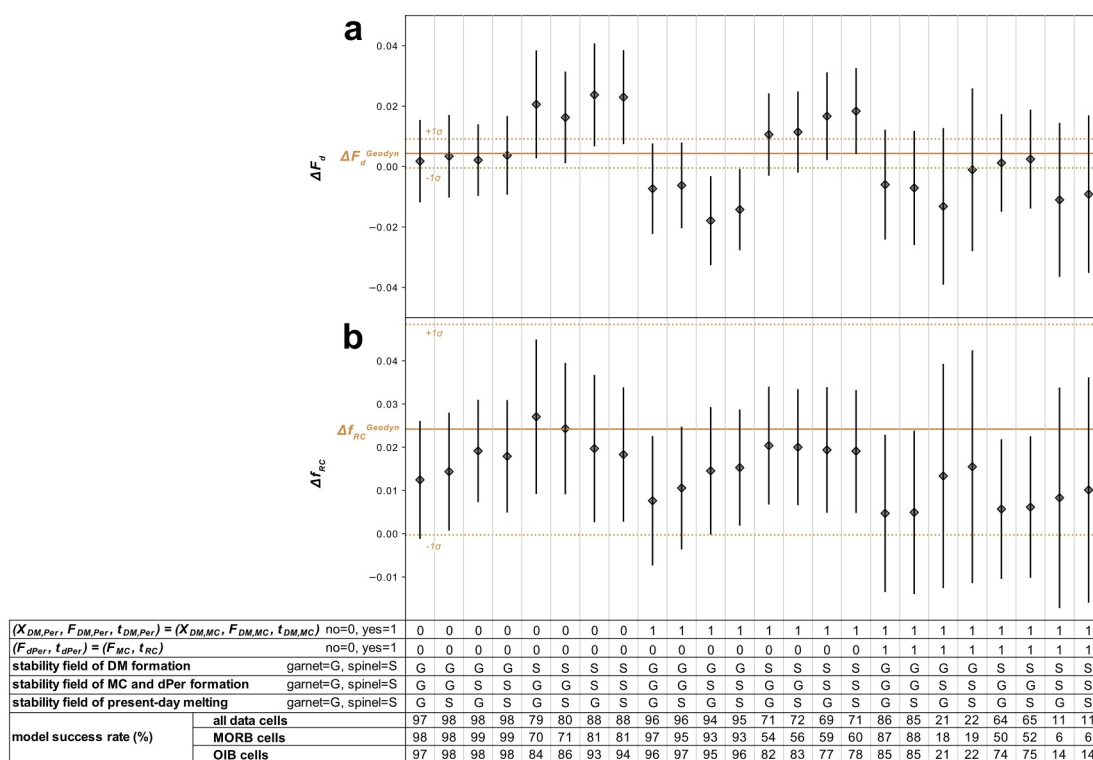 a
0.04
0.02
0.00
−0.02
−0.04
ΔF_d
+1σ
ΔF_d^Geodyn
-1σ
b
+1σ
0.04
0.03
0.02
0.01
0.00
−0.01
Δf_RC
Δf_RC^Geodyn
-1σ
(X_DM,Per, F_DM,Per, t_DM,Per) = (X_DM,MC, F_DM,MC, t_DM,MC) no=0, yes=1 0 0 0 0 0 0 0 0 1 1 1 1 1 1 1 1 1 1 1 1 1 1 1 1
(F_dPer, t_dPer) = (F_MC, t_RC) no=0, yes=1 0 0 0 0 0 0 0 0 0 0 0 0 0 0 0 0 1 1 1 1 1 1 1 1
stability field of DM formation garnet=G, spinel=S G G G G S S S S G G G G S S S S G G G G S S S S
stability field of MC and dPer formation garnet=G, spinel=S G G S S G G S S G G S S G G S S G G S S G G S S
stability field of present-day melting garnet=G, spinel=S G S G S G S G S G S G S G S G S G S G S G S G S
model success rate (%)
all data cells 97 98 98 98 79 80 88 88 96 96 94 95 71 72 69 71 86 85 21 22 64 65 11 11
MORB cells 98 98 99 99 70 71 81 81 97 95 93 93 54 56 59 60 87 88 18 19 50 52 6 6
OIB cells 97 98 98 98 84 86 93 94 96 97 95 96 82 83 77 78 85 85 21 22 74 75 14 14